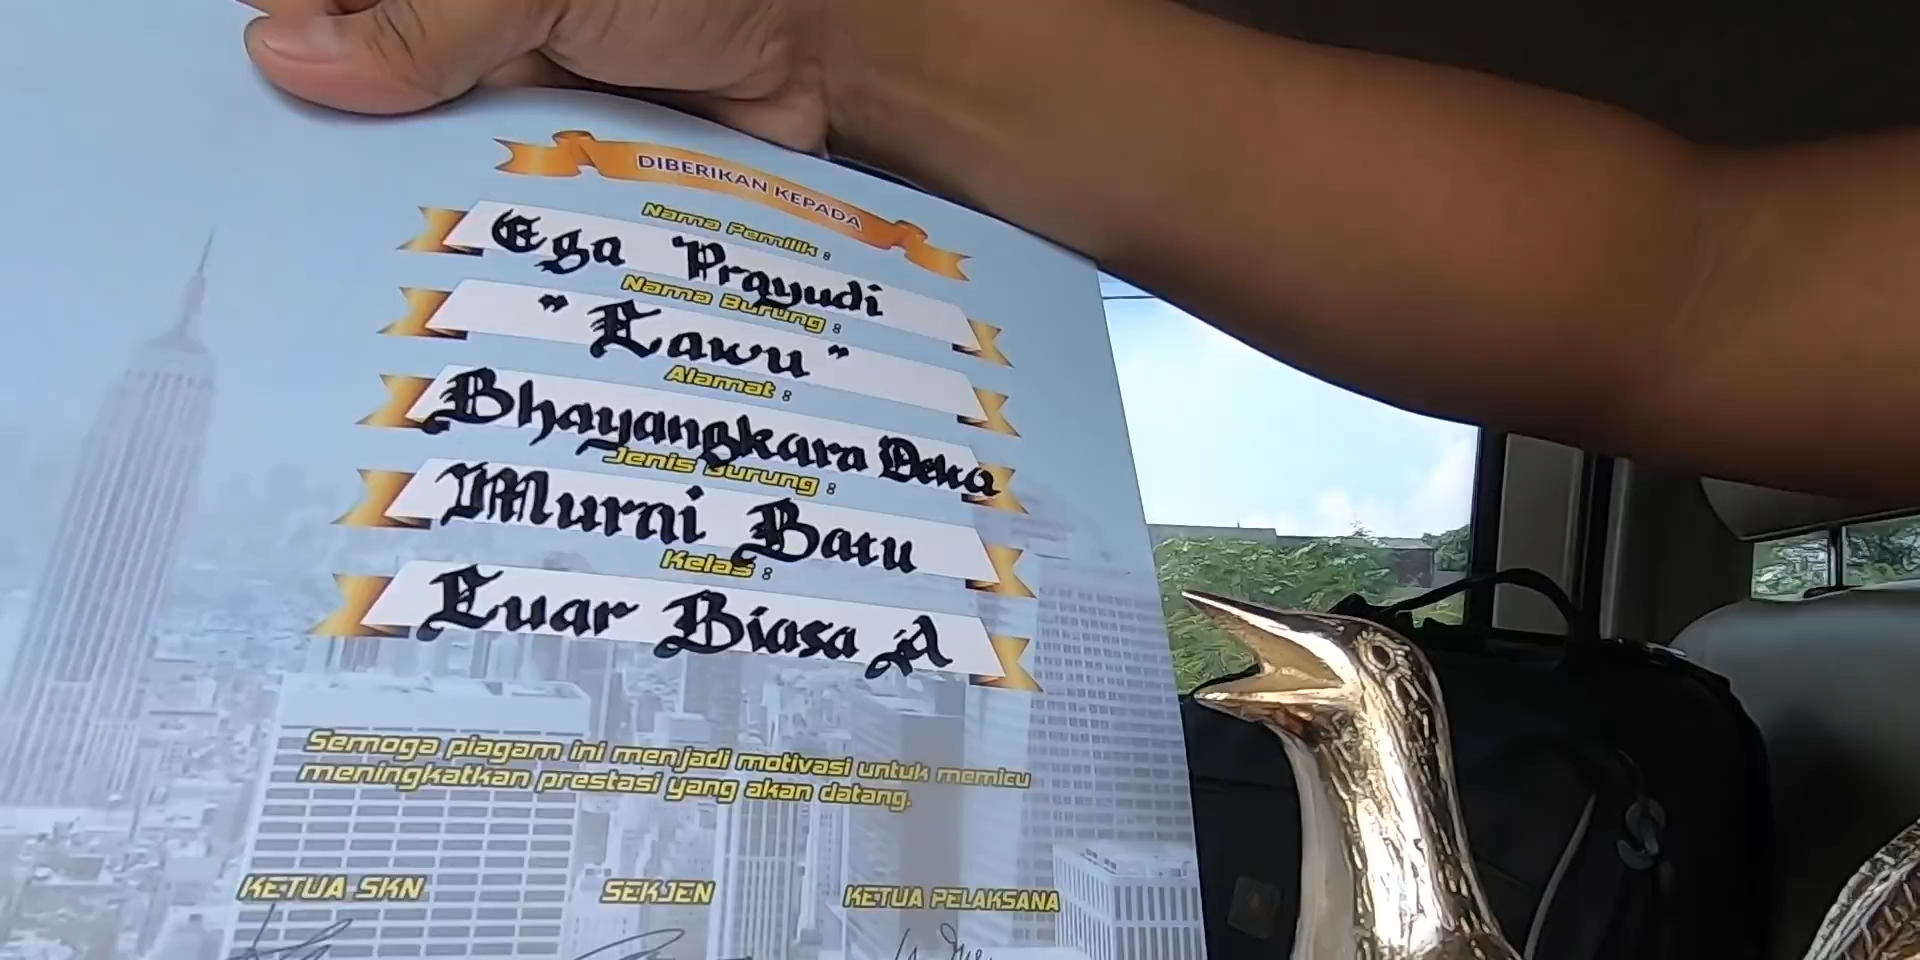 DIBERIKAN KEPADA
Nama Pemilik :
Ega Prayudi
Nama Burung :
"Lawu"
Alamat :
Bhayangkara Deka
Jenis Burung :
Murni Batu
Kelas :
Luar Biasa A
Semoga piagam ini menjadi motivasi untuk memicu
meningkatkan prestasi yang akan datang.
KETUA SKN SEKJEN KETUA PELAKSANA